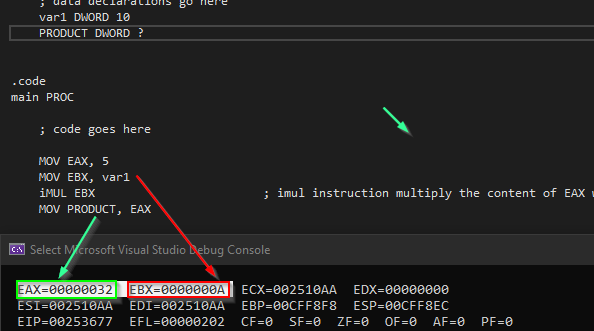 ; data declarations go here
var1 DWORD 10
PRODUCT DWORD ?
.code
main PROC
; code goes here
MOV EAX, 5
MOV EBX, var1
iMUL EBX ; imul instruction multiply the content of EAX w
MOV PRODUCT, EAX
C:\ Select Microsoft Visual Studio Debug Console
EAX=00000032 EBX=0000000A ECX=002510AA EDX=00000000
ESI=002510AA EDI=002510AA EBP=00CFF8F8 ESP=00CFF8EC
EIP=00253677 EFL=00000202 CF=0 SF=0 ZF=0 OF=0 AF=0 PF=0